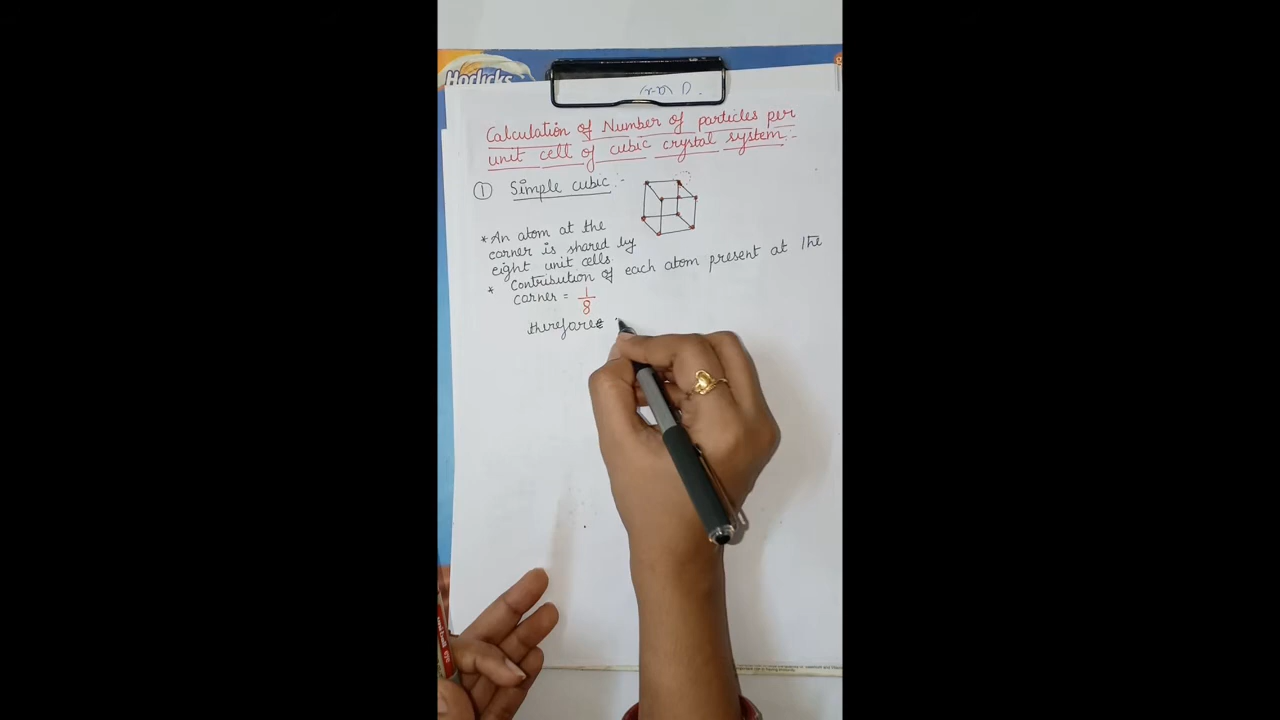 Horlicks
Calculation of Number of particles per
unit cell of cubic crystal system:-
① Simple cubic :-
* An atom at the
corner is shared by
eight unit cells.
* Contribution of each atom present at the
corner = 1/8
therefore